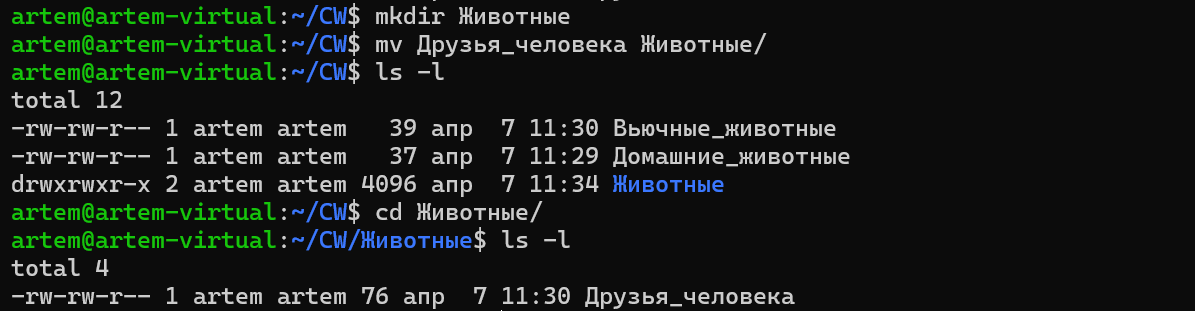 artem@artem-virtual:~/CW$ mkdir Животные
artem@artem-virtual:~/CW$ mv Друзья_человека Животные/
artem@artem-virtual:~/CW$ ls -l
total 12
-rw-rw-r-- 1 artem artem   39 апр  7 11:30 Вьючные_животные
-rw-rw-r-- 1 artem artem   37 апр  7 11:29 Домашние_животные
drwxrwxr-x 2 artem artem 4096 апр  7 11:34 Животные
artem@artem-virtual:~/CW$ cd Животные/
artem@artem-virtual:~/CW/Животные$ ls -l
total 4
-rw-rw-r-- 1 artem artem 76 апр  7 11:30 Друзья_человека